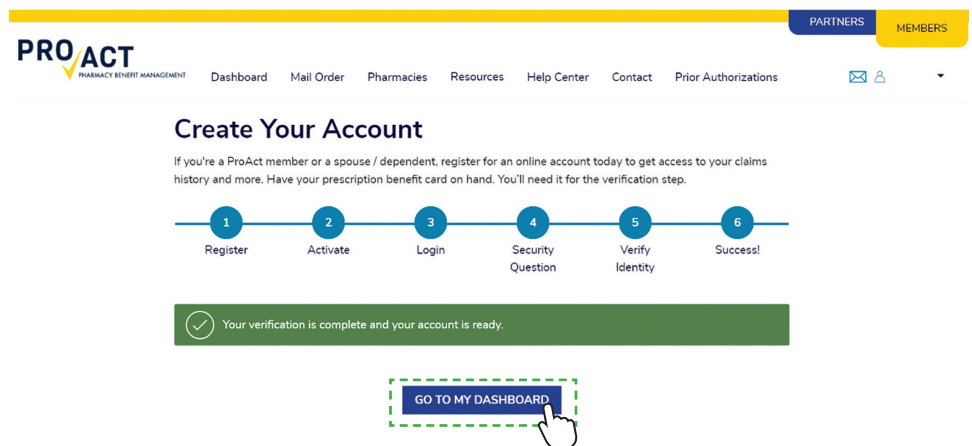 PARTNERS
MEMBERS
PRO ACT
PHARMACY BENEFIT MANAGEMENT
Dashboard Mail Order Pharmacies Resources Help Center Contact Prior Authorizations
Create Your Account
If you're a ProAct member or a spouse / dependent, register for an online account today to get access to your claims
history and more. Have your prescription benefit card on hand. You'll need it for the verification step.
1 2 3 4 5 6
Register Activate Login Security Question Verify Identity Success!
Your verification is complete and your account is ready.
GO TO MY DASHBOARD